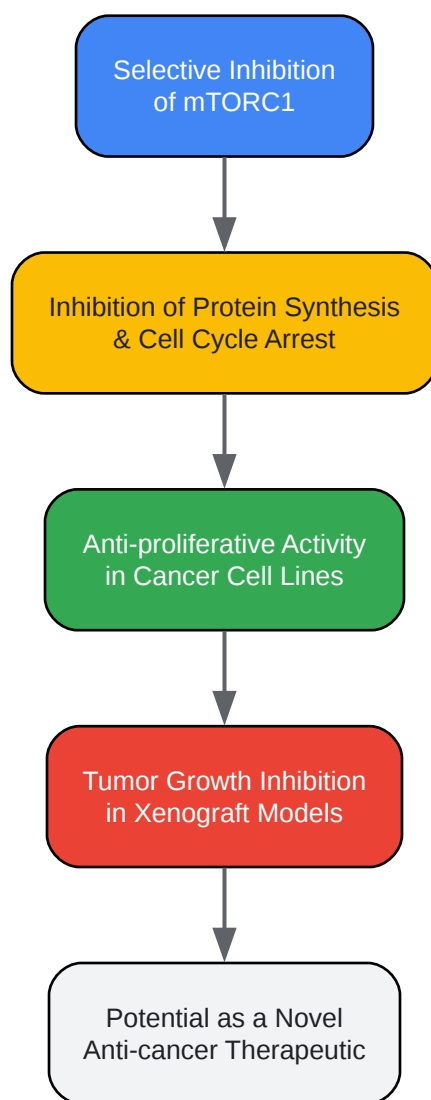 Selective Inhibition
of mTORC1
Inhibition of Protein Synthesis
& Cell Cycle Arrest
Anti-proliferative Activity
in Cancer Cell Lines
Tumor Growth Inhibition
in Xenograft Models
Potential as a Novel
Anti-cancer Therapeutic